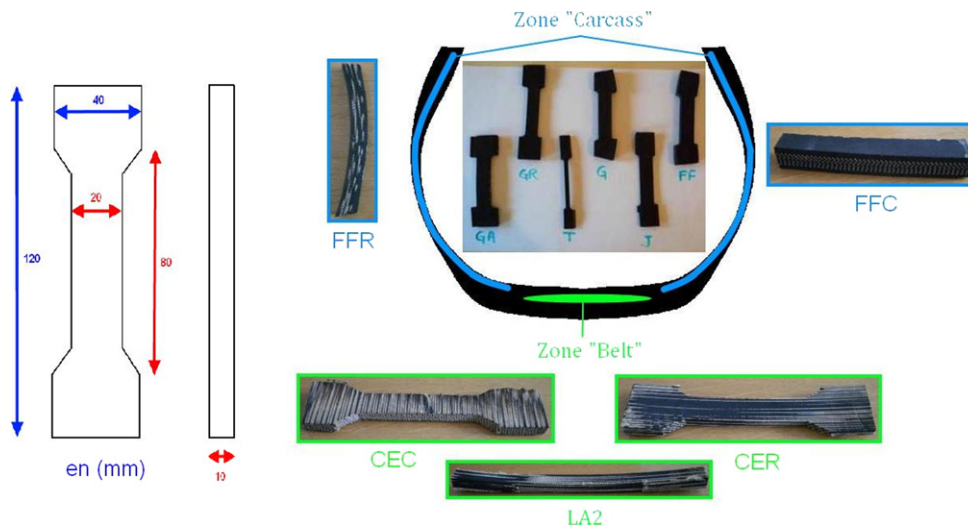 Zone "Carcass"
40
20
120
80
10
en (mm)
FFR
GR
G
FF
GA
T
J
FFC
Zone "Belt"
CEC
CER
LA2